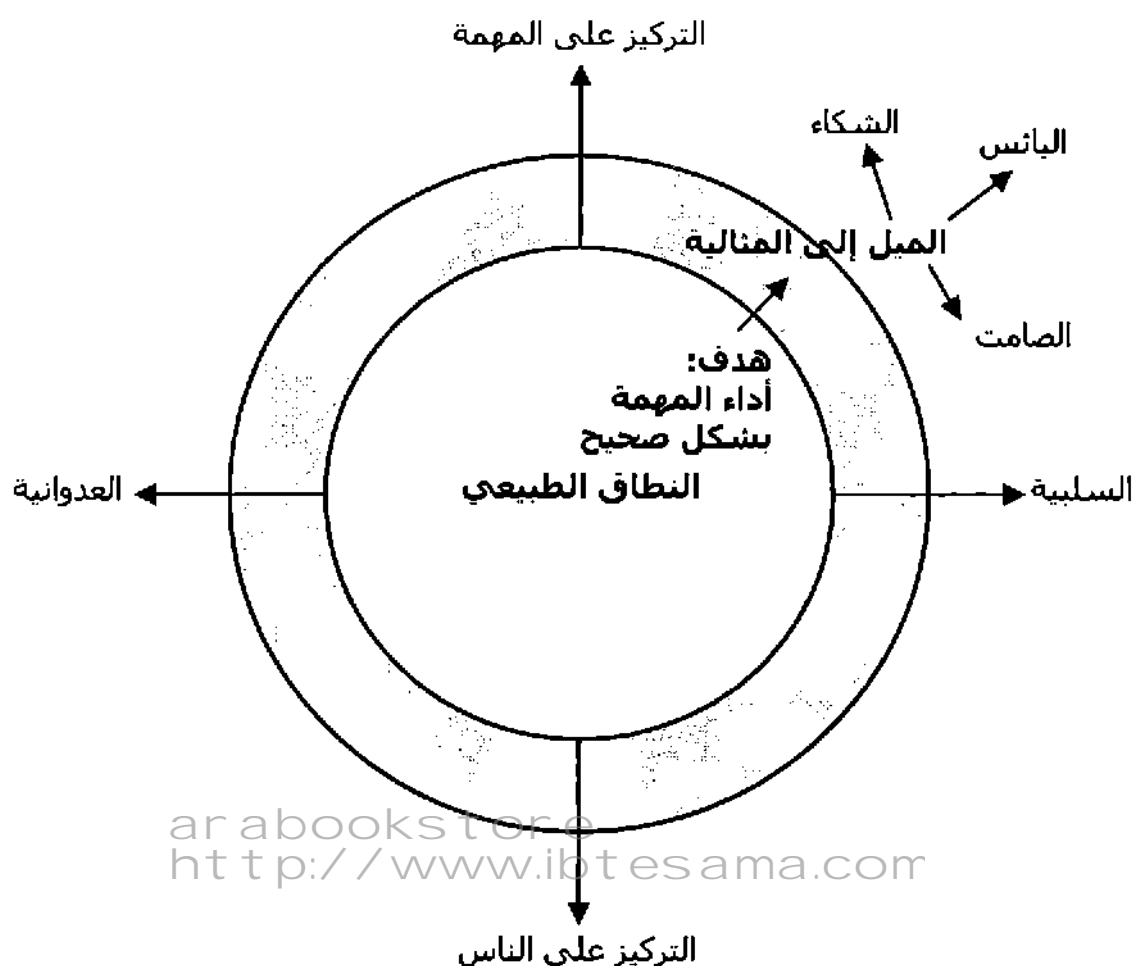 التركيز على المهمة
الشكاء
اليائس
الميل إلى المثالية
الصامت
هدف:
أداء المهمة
بشكل صحيح
النطاق الطبيعي
السلبية
العدوانية
arabookstore
http://www.ibtesama.com
التركيز على الناس